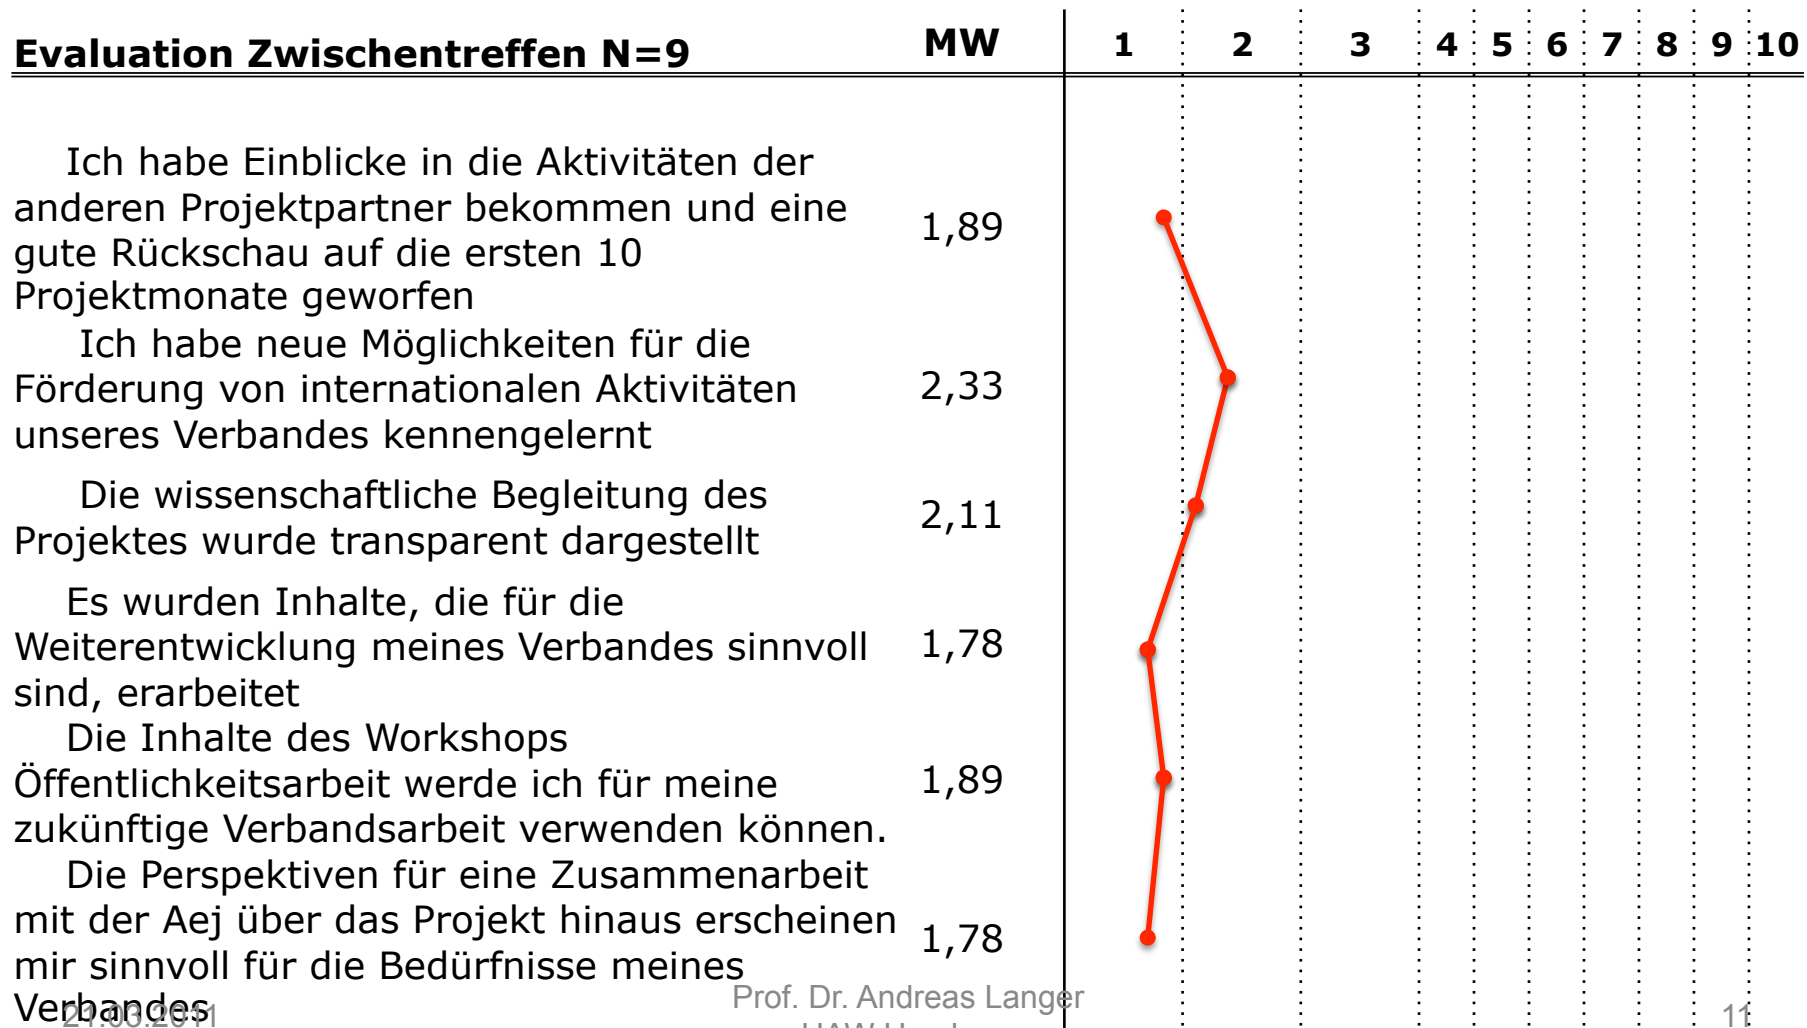 Evaluation Zwischentreffen N=9 MW 1 2 3 4 5 6 7 8 9 10
Ich habe Einblicke in die Aktivitäten der
anderen Projektpartner bekommen und eine
gute Rückschau auf die ersten 10
Projektmonate geworfen
1,89
Ich habe neue Möglichkeiten für die
Förderung von internationalen Aktivitäten
unseres Verbandes kennengelernt
2,33
Die wissenschaftliche Begleitung des
Projektes wurde transparent dargestellt
2,11
Es wurden Inhalte, die für die
Weiterentwicklung meines Verbandes sinnvoll
sind, erarbeitet
1,78
Die Inhalte des Workshops
Öffentlichkeitsarbeit werde ich für meine
zukünftige Verbandsarbeit verwenden können.
1,89
Die Perspektiven für eine Zusammenarbeit
mit der Aej über das Projekt hinaus erscheinen
mir sinnvoll für die Bedürfnisse meines
Verbandes
1,78
21.03.2011
Prof. Dr. Andreas Langer
11